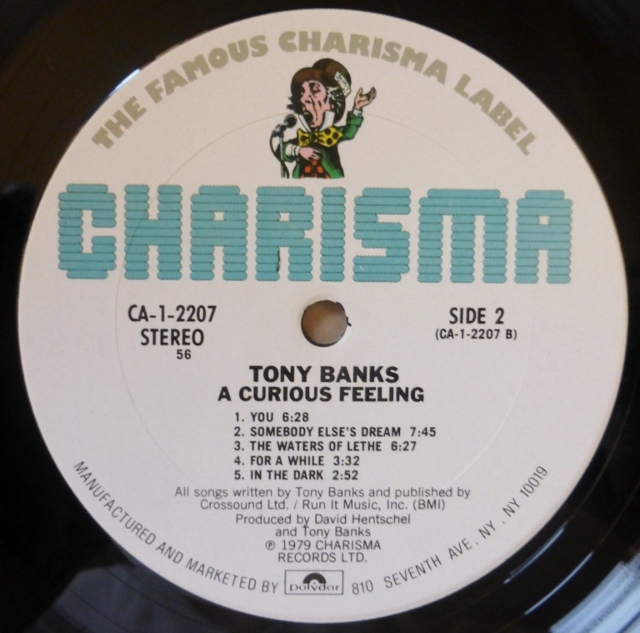 THE FAMOUS CHARISMA LABEL
CHARISMA
CA-1-2207
STEREO
56
SIDE 2
(CA-1-2207 B)
TONY BANKS
A CURIOUS FEELING
1. YOU 6:28
2. SOMEBODY ELSE'S DREAM 7:45
3. THE WATERS OF LETHE 6:27
4. FOR A WHILE 3:32
5. IN THE DARK 2:52
All songs written by Tony Banks and published by
Crossound Ltd. / Run It Music, Inc. (BMI)
Produced by David Hentschel
and Tony Banks
℗ 1979 CHARISMA
RECORDS LTD.
MANUFACTURED AND MARKETED BY polydor 810 SEVENTH AVE. NY. NY 10019